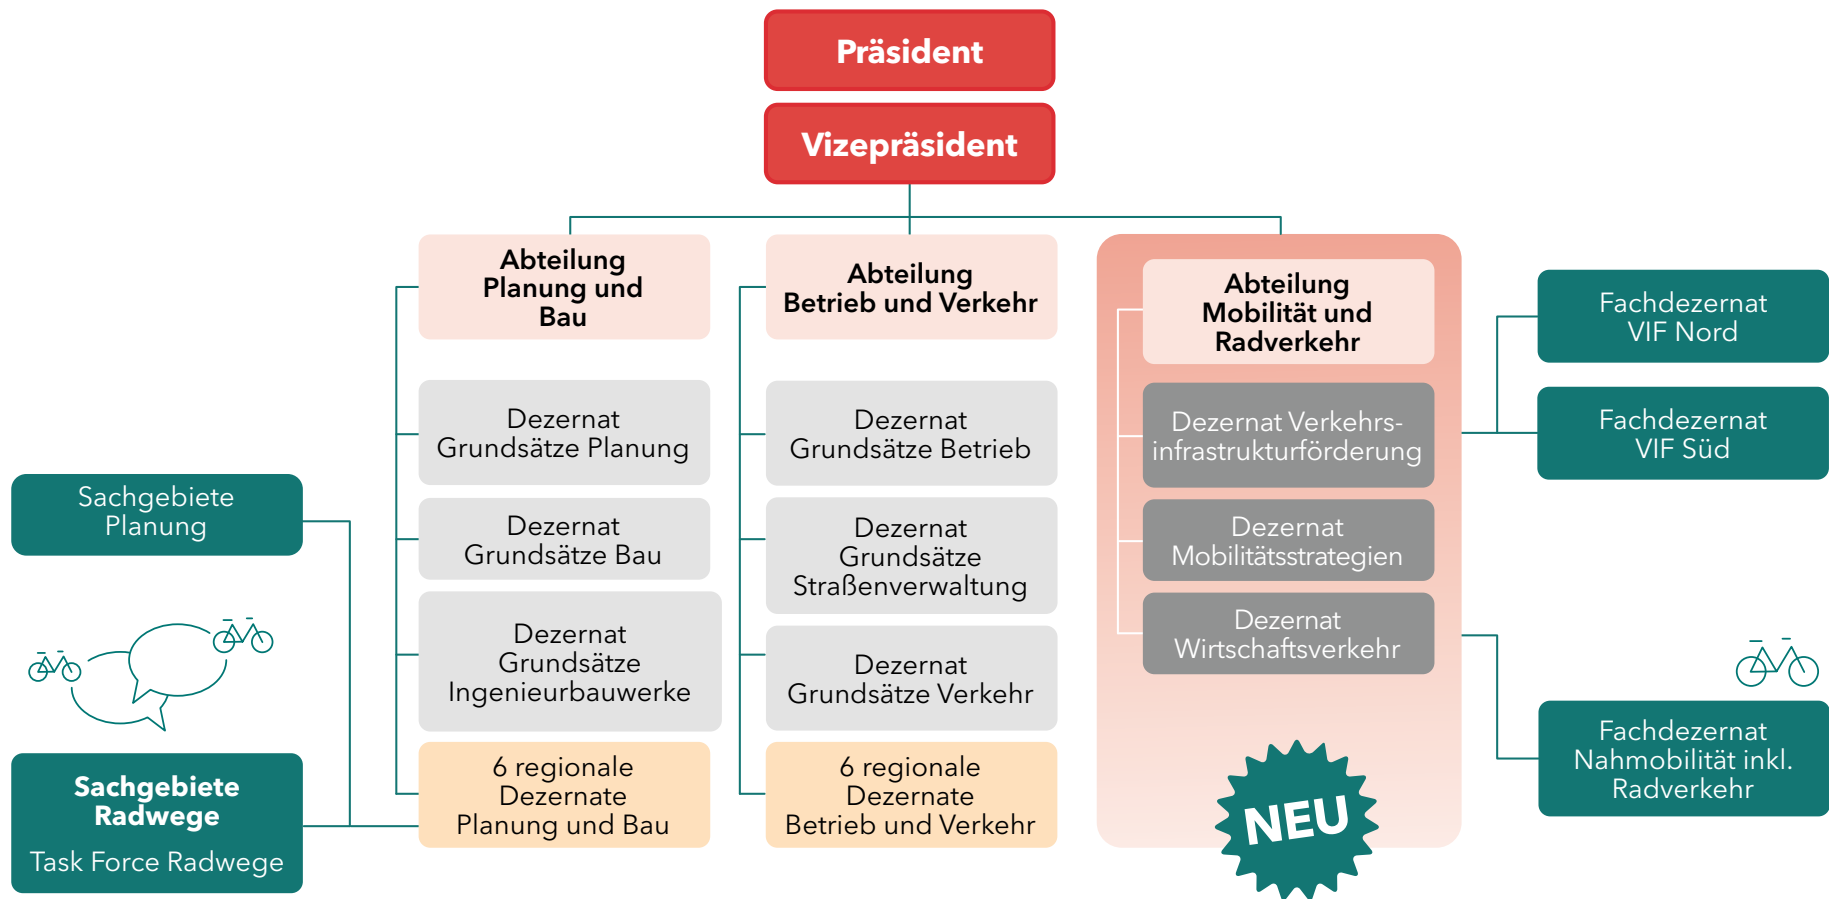 Präsident
Vizepräsident
Abteilung
Planung und
Bau
Dezernat
Grundsätze Planung
Dezernat
Grundsätze Bau
Dezernat
Grundsätze
Ingenieurbauwerke
6 regionale
Dezernate
Planung und Bau
Sachgebiete
Planung
Sachgebiete
Radwege
Task Force Radwege
Abteilung
Betrieb und Verkehr
Dezernat
Grundsätze Betrieb
Dezernat
Grundsätze
Straßenverwaltung
Dezernat
Grundsätze Verkehr
6 regionale
Dezernate
Betrieb und Verkehr
Abteilung
Mobilität und
Radverkehr
Dezernat Verkehrs-
infrastrukturförderung
Dezernat
Mobilitätsstrategien
Dezernat
Wirtschaftsverkehr
NEU
Fachdezernat
VIF Nord
Fachdezernat
VIF Süd
Fachdezernat
Nahmobilität inkl.
Radverkehr